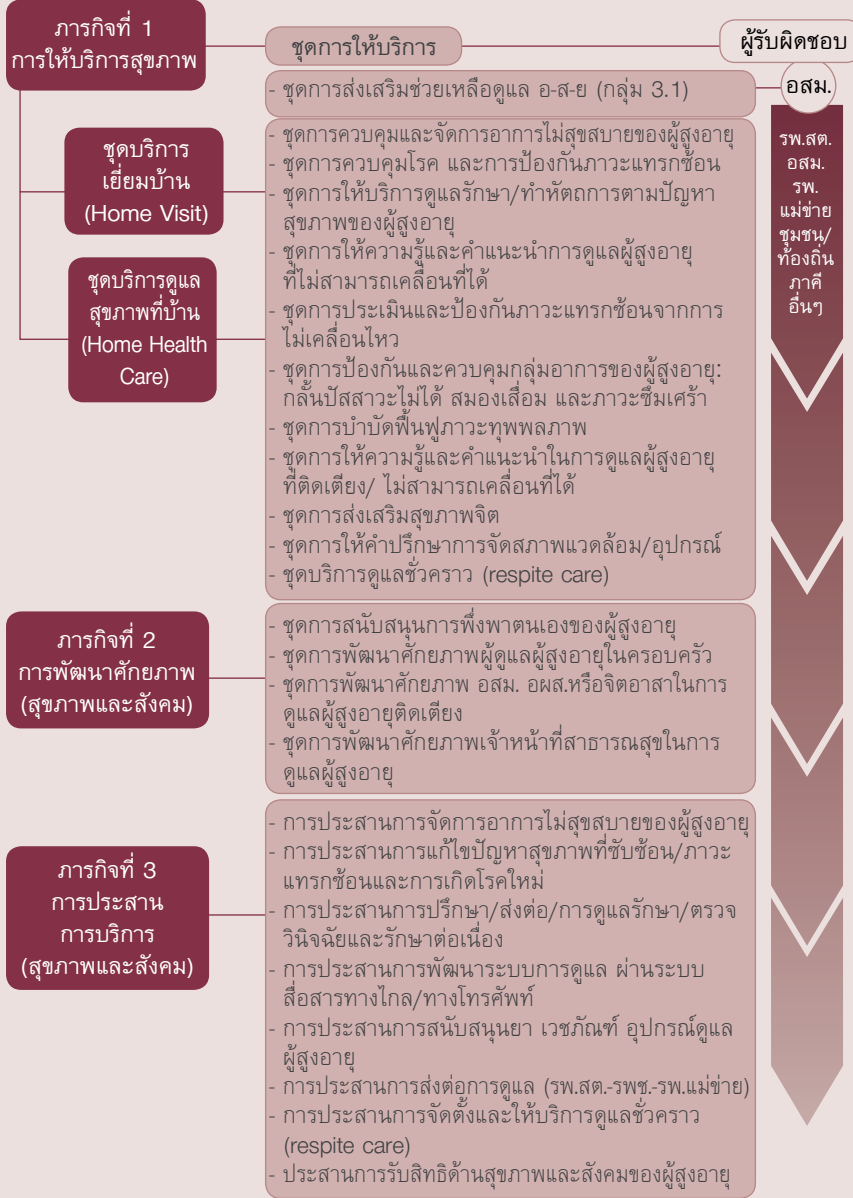 ภารกิจที่ 1
การให้บริการสุขภาพ
ชุดการให้บริการ
ผู้รับผิดชอบ
- ชุดการส่งเสริมช่วยเหลือดูแล อ-ส-ย (กลุ่ม 3.1)
อสม.
ชุดบริการ
เยี่ยมบ้าน
(Home Visit)
ชุดบริการดูแล
สุขภาพที่บ้าน
(Home Health
Care)
- ชุดการควบคุมและจัดการอาการไม่สุขสบายของผู้สูงอายุ
- ชุดการควบคุมโรค และการป้องกันภาวะแทรกซ้อน
- ชุดการให้บริการดูแลรักษา/ทำหัตถการตามปัญหา
สุขภาพของผู้สูงอายุ
- ชุดการให้ความรู้และคำแนะนำการดูแลผู้สูงอายุ
ที่ไม่สามารถเคลื่อนที่ได้
- ชุดการประเมินและป้องกันภาวะแทรกซ้อนจากการ
ไม่เคลื่อนไหว
- ชุดการป้องกันและควบคุมกลุ่มอาการของผู้สูงอายุ:
กลั้นปัสสาวะไม่ได้ สมองเสื่อม และภาวะซึมเศร้า
- ชุดการบำบัดฟื้นฟูภาวะทุพพลภาพ
- ชุดการให้ความรู้และคำแนะนำในการดูแลผู้สูงอายุ
ที่ติดเตียง/ ไม่สามารถเคลื่อนที่ได้
- ชุดการส่งเสริมสุขภาพจิต
- ชุดการให้คำปรึกษาการจัดสภาพแวดล้อม/อุปกรณ์
- ชุดบริการดูแลชั่วคราว (respite care)
รพ.สต.
อสม.
รพ.
แม่ข่าย
ชุมชน/
ท้องถิ่น
ภาคี
อื่นๆ
ภารกิจที่ 2
การพัฒนาศักยภาพ
(สุขภาพและสังคม)
- ชุดการสนับสนุนการพึ่งพาตนเองของผู้สูงอายุ
- ชุดการพัฒนาศักยภาพผู้ดูแลผู้สูงอายุในครอบครัว
- ชุดการพัฒนาศักยภาพ อสม. อผส.หรือจิตอาสาในการ
ดูแลผู้สูงอายุติดเตียง
- ชุดการพัฒนาศักยภาพเจ้าหน้าที่สาธารณสุขในการ
ดูแลผู้สูงอายุ
ภารกิจที่ 3
การประสาน
การบริการ
(สุขภาพและสังคม)
- การประสานการจัดการอาการไม่สุขสบายของผู้สูงอายุ
- การประสานการแก้ไขปัญหาสุขภาพที่ซับซ้อน/ภาวะ
แทรกซ้อนและการเกิดโรคใหม่
- การประสานการปรึกษา/ส่งต่อ/การดูแลรักษา/ตรวจ
วินิจฉัยและรักษาต่อเนื่อง
- การประสานการพัฒนาระบบการดูแล ผ่านระบบ
สื่อสารทางไกล/ทางโทรศัพท์
- การประสานการสนับสนุนยา เวชภัณฑ์ อุปกรณ์ดูแล
ผู้สูงอายุ
- การประสานการส่งต่อการดูแล (รพ.สต.-รพช.-รพ.แม่ข่าย)
- การประสานการจัดตั้งและให้บริการดูแลชั่วคราว
(respite care)
- ประสานการรับสิทธิด้านสุขภาพและสังคมของผู้สูงอายุ